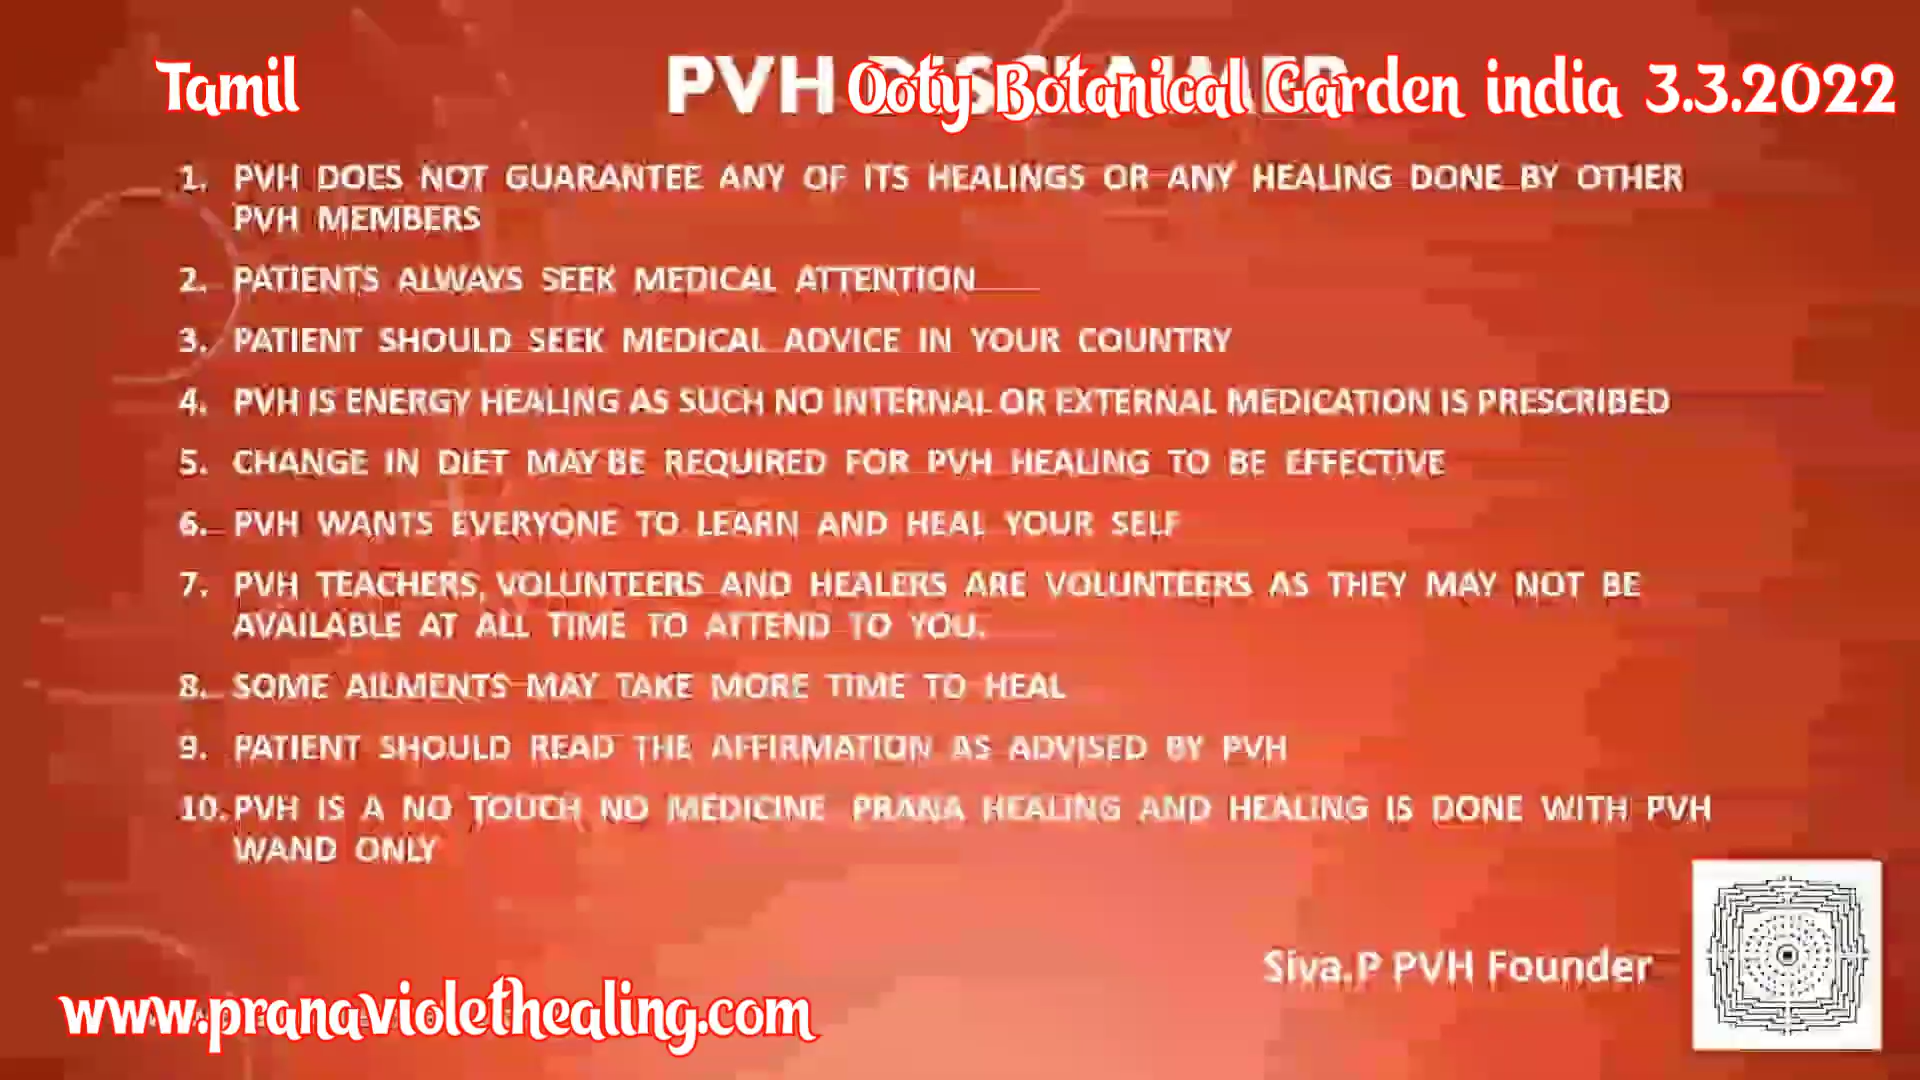 Tamil
PVH DISCLAIMER
Ooty Botanical Garden india 3.3.2022
1. PVH DOES NOT GUARANTEE ANY OF ITS HEALINGS OR ANY HEALING DONE BY OTHER
PVH MEMBERS
2. PATIENTS ALWAYS SEEK MEDICAL ATTENTION
3. PATIENT SHOULD SEEK MEDICAL ADVICE IN YOUR COUNTRY
4. PVH IS ENERGY HEALING AS SUCH NO INTERNAL OR EXTERNAL MEDICATION IS PRESCRIBED
5. CHANGE IN DIET MAY BE REQUIRED FOR PVH HEALING TO BE EFFECTIVE
6. PVH WANTS EVERYONE TO LEARN AND HEAL YOUR SELF
7. PVH TEACHERS, VOLUNTEERS AND HEALERS ARE VOLUNTEERS AS THEY MAY NOT BE
AVAILABLE AT ALL TIME TO ATTEND TO YOU.
8. SOME AILMENTS MAY TAKE MORE TIME TO HEAL
9. PATIENT SHOULD READ THE AFFIRMATION AS ADVISED BY PVH
10. PVH IS A NO TOUCH NO MEDICINE PRANA HEALING AND HEALING IS DONE WITH PVH
WAND ONLY
Siva.P PVH Founder
www.pranaviolethealing.com